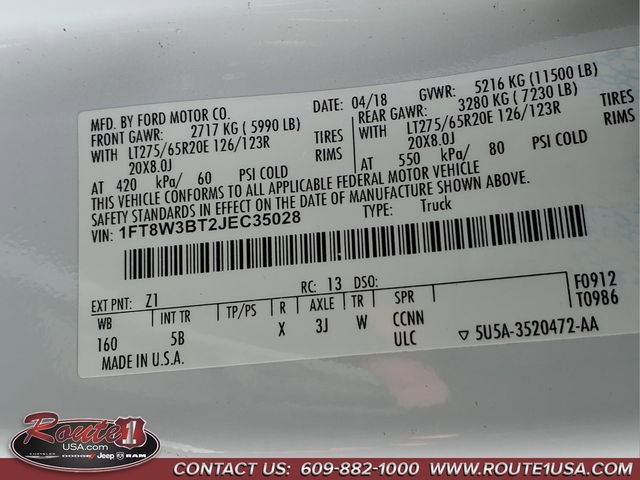 MFD. BY FORD MOTOR CO.
DATE: 04/18 GVWR: 5216 KG (11500 LB)
FRONT GAWR: 2717 KG (5990 LB)
REAR GAWR: 3280 KG (7230 LB)
WITH LT275/65R20E 126/123R TIRES
LT275/65R20E 126/123R TIRES
20X8.0J RIMS
20X8.0J RIMS
AT 420 kPa/ 60 PSI COLD
AT 550 kPa/ 80 PSI COLD
THIS VEHICLE CONFORMS TO ALL APPLICABLE FEDERAL MOTOR VEHICLE
SAFETY STANDARDS IN EFFECT ON THE DATE OF MANUFACTURE SHOWN ABOVE.
VIN: 1FT8W3BT2JEC35028
TYPE: Truck
EXT PNT: Z1 RC: 13 DSO:
F0912
T0986
WB INT TR TP/PS R AXLE TR SPR
160 5B X 3J W CCNN
ULC ▽ 5U5A-3520472-AA
MADE IN U.S.A.
Route 1
USA.com
CHRYSLER DODGE Jeep RAM
CONTACT US: 609-882-1000 WWW.ROUTE1USA.COM